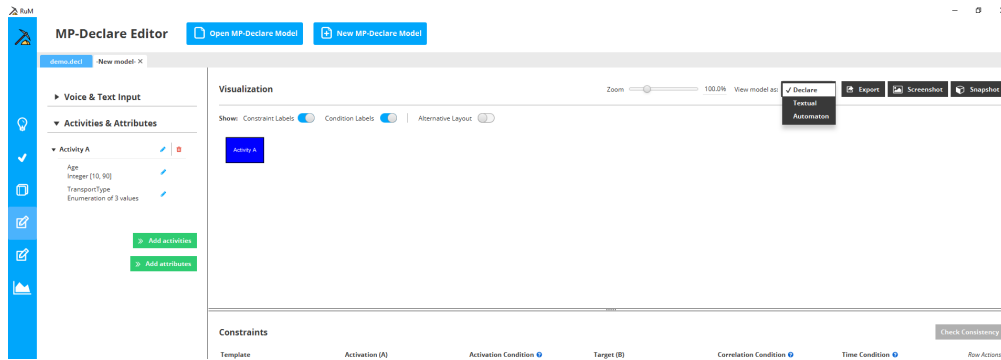 RuM
MP-Declare Editor
Open MP-Declare Model
New MP-Declare Model
demo.decl
-New model- ×
Voice & Text Input
Activities & Attributes
Activity A
Age
Integer [10, 90]
TransportType
Enumeration of 3 values
Add activities
Add attributes
Visualization
Zoom
100.0%
View model as:
✓ Declare
Textual
Automaton
Export
Screenshot
Snapshot
Show: Constraint Labels
Condition Labels
Alternative Layout
Activity A
Constraints
Check Consistency
Template
Activation (A)
Activation Condition
Target (B)
Correlation Condition
Time Condition
Row Actions